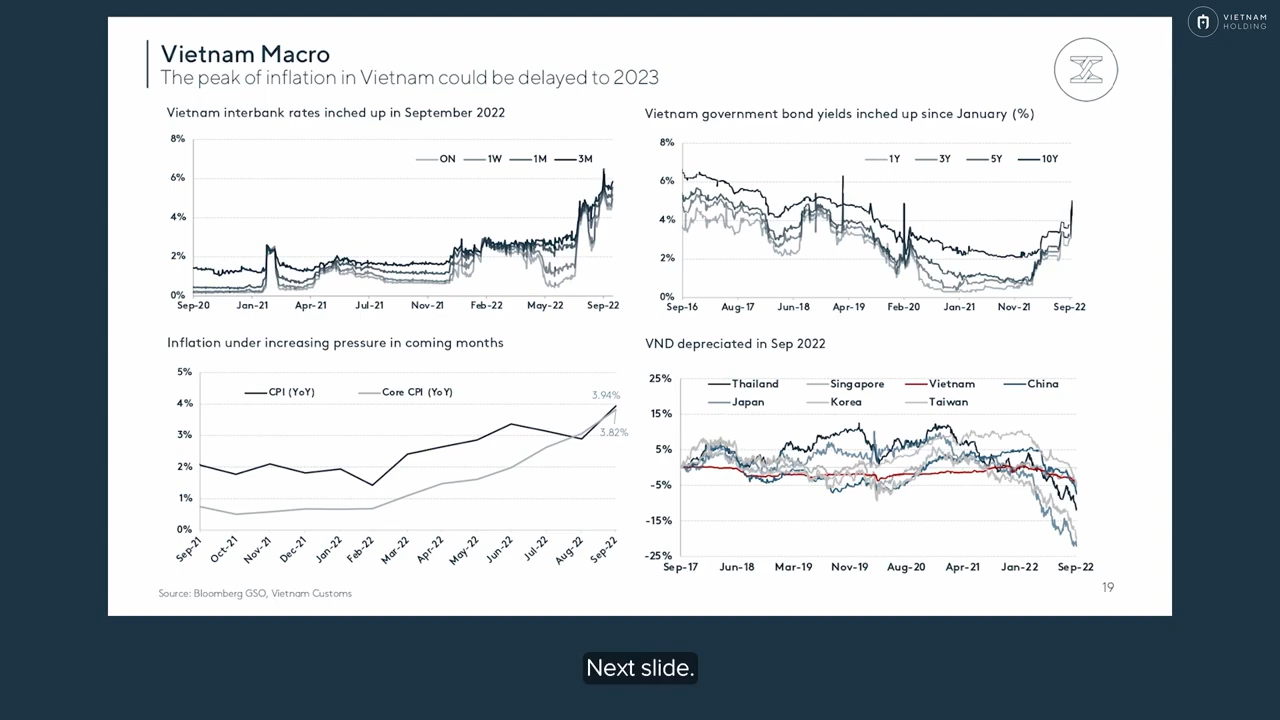 VIETNAM
HOLDING
Vietnam Macro
The peak of inflation in Vietnam could be delayed to 2023
Vietnam interbank rates inched up in September 2022
8%
6%
4%
2%
0%
ON 1W 1M 3M
Sep-20 Jan-21 Apr-21 Jul-21 Nov-21 Feb-22 May-22 Sep-22
Vietnam government bond yields inched up since January (%)
8%
6%
4%
2%
0%
1Y 3Y 5Y 10Y
Sep-16 Aug-17 Jun-18 Apr-19 Feb-20 Jan-21 Nov-21 Sep-22
Inflation under increasing pressure in coming months
5%
4%
3%
2%
1%
0%
CPI (YoY) Core CPI (YoY)
3.94%
3.82%
Sep-21 Oct-21 Nov-21 Dec-21 Jan-22 Feb-22 Mar-22 Apr-22 May-22 Jun-22 Jul-22 Aug-22 Sep-22
VND depreciated in Sep 2022
25%
15%
5%
-5%
-15%
-25%
Thailand Singapore Vietnam China
Japan Korea Taiwan
Sep-17 Jun-18 Mar-19 Nov-19 Aug-20 Apr-21 Jan-22 Sep-22
Source: Bloomberg GSO, Vietnam Customs
19
Next slide.